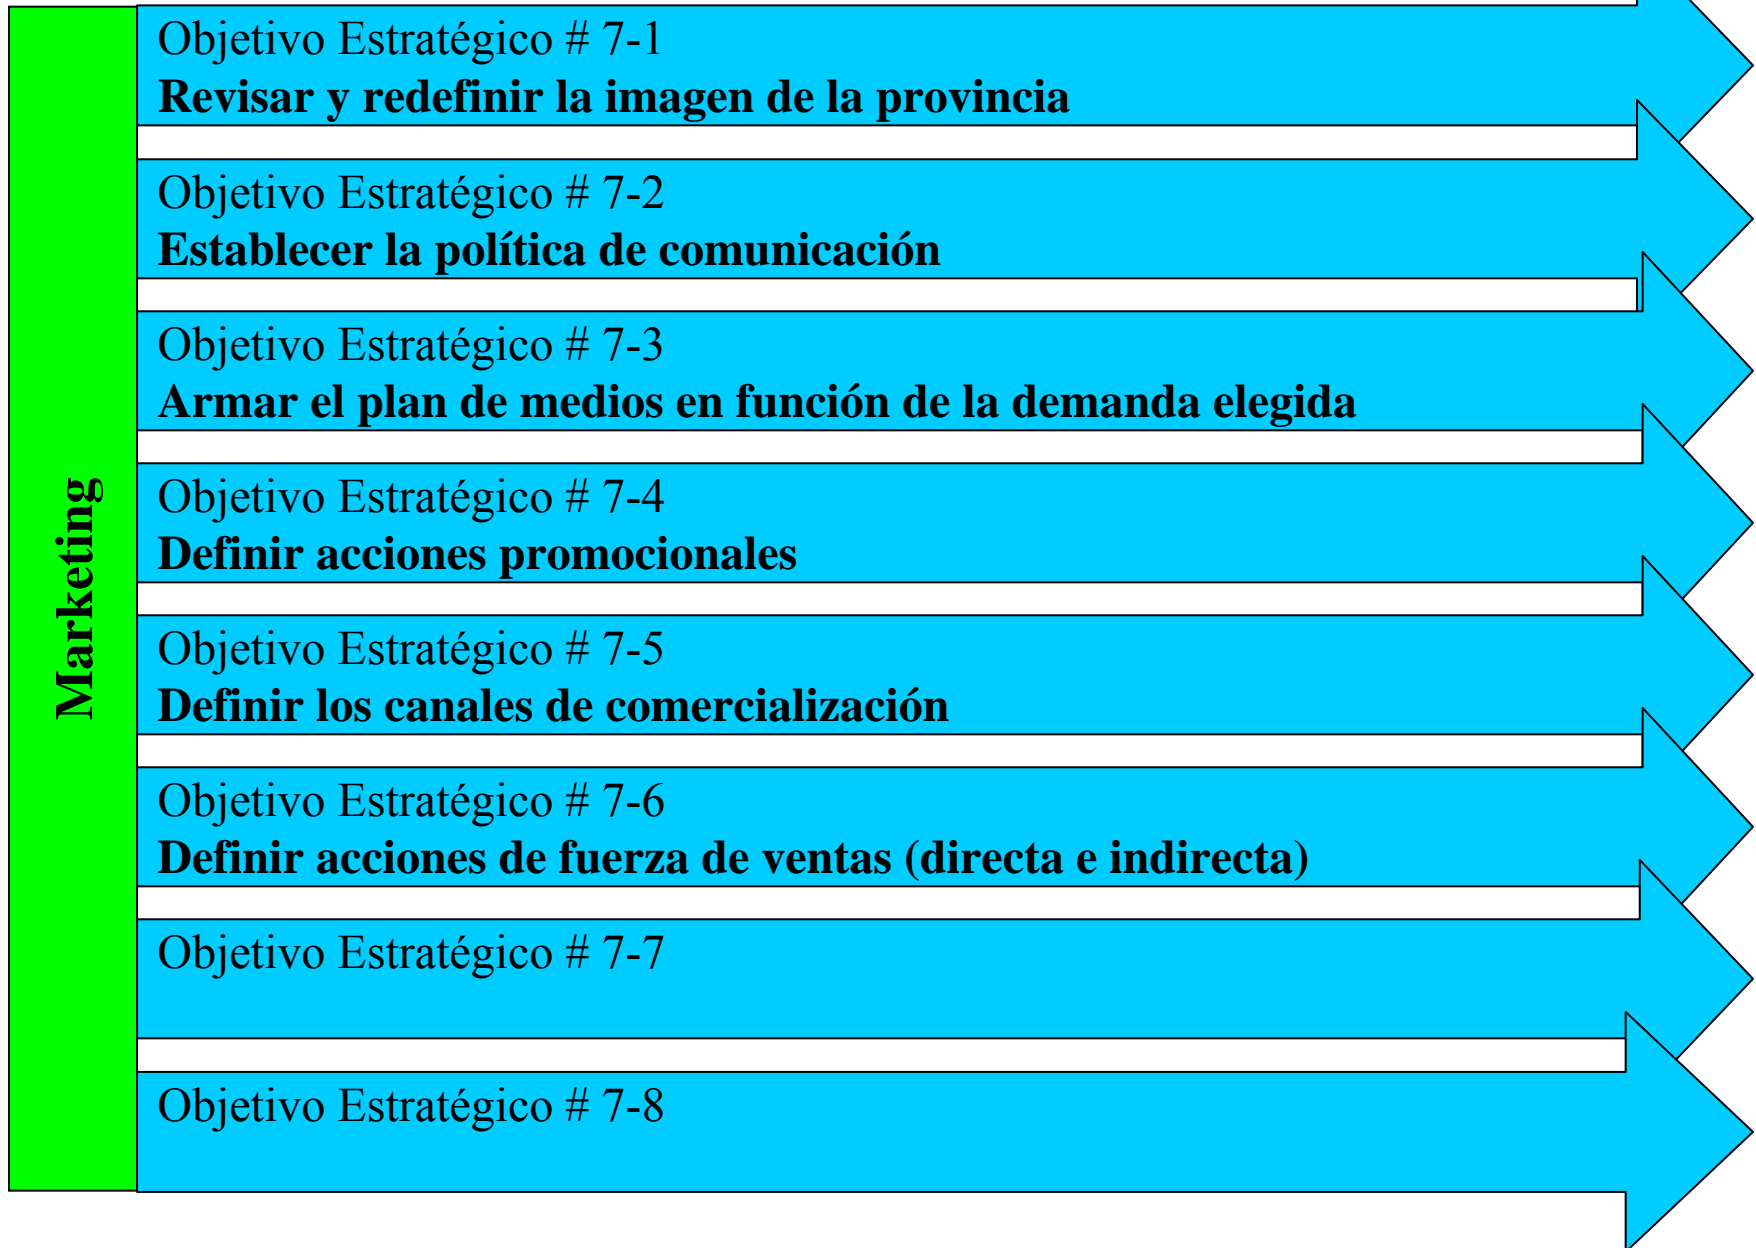 Marketing
Objetivo Estratégico # 7-1
Revisar y redefinir la imagen de la provincia
Objetivo Estratégico # 7-2
Establecer la política de comunicación
Objetivo Estratégico # 7-3
Armar el plan de medios en función de la demanda elegida
Objetivo Estratégico # 7-4
Definir acciones promocionales
Objetivo Estratégico # 7-5
Definir los canales de comercialización
Objetivo Estratégico # 7-6
Definir acciones de fuerza de ventas (directa e indirecta)
Objetivo Estratégico # 7-7
Objetivo Estratégico # 7-8